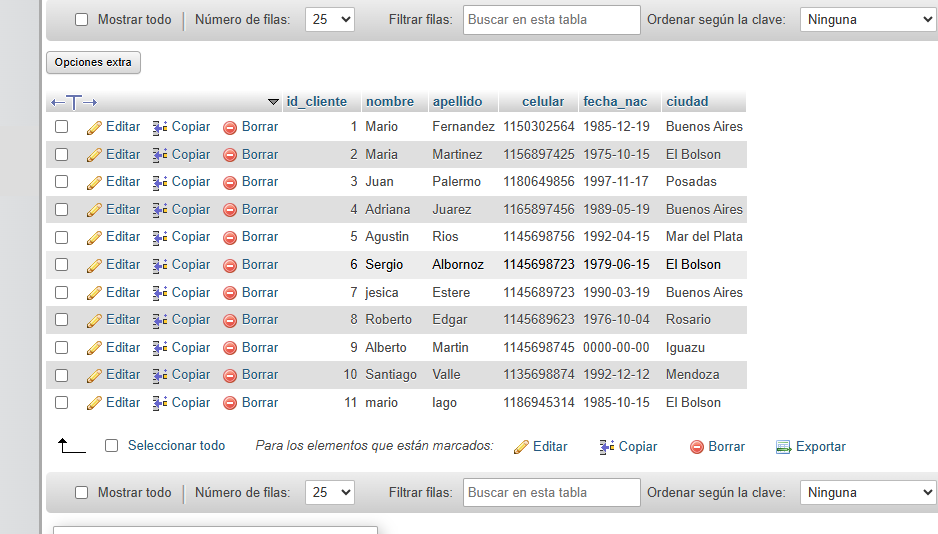 Mostrar todo Número de filas: 25 Filtrar filas: Buscar en esta tabla Ordenar según la clave: Ninguna
Opciones extra
id_cliente nombre apellido celular fecha_nac ciudad
Editar Copiar Borrar 1 Mario Fernandez 1150302564 1985-12-19 Buenos Aires
Editar Copiar Borrar 2 Maria Martinez 1156897425 1975-10-15 El Bolson
Editar Copiar Borrar 3 Juan Palermo 1180649856 1997-11-17 Posadas
Editar Copiar Borrar 4 Adriana Juarez 1165897456 1989-05-19 Buenos Aires
Editar Copiar Borrar 5 Agustin Rios 1145698756 1992-04-15 Mar del Plata
Editar Copiar Borrar 6 Sergio Albornoz 1145698723 1979-06-15 El Bolson
Editar Copiar Borrar 7 jesica Estere 1145689723 1990-03-19 Buenos Aires
Editar Copiar Borrar 8 Roberto Edgar 1145689623 1976-10-04 Rosario
Editar Copiar Borrar 9 Alberto Martin 1145698745 0000-00-00 Iguazu
Editar Copiar Borrar 10 Santiago Valle 1135698874 1992-12-12 Mendoza
Editar Copiar Borrar 11 mario lago 1186945314 1985-10-15 El Bolson
Seleccionar todo Para los elementos que están marcados: Editar Copiar Borrar Exportar
Mostrar todo Número de filas: 25 Filtrar filas: Buscar en esta tabla Ordenar según la clave: Ninguna